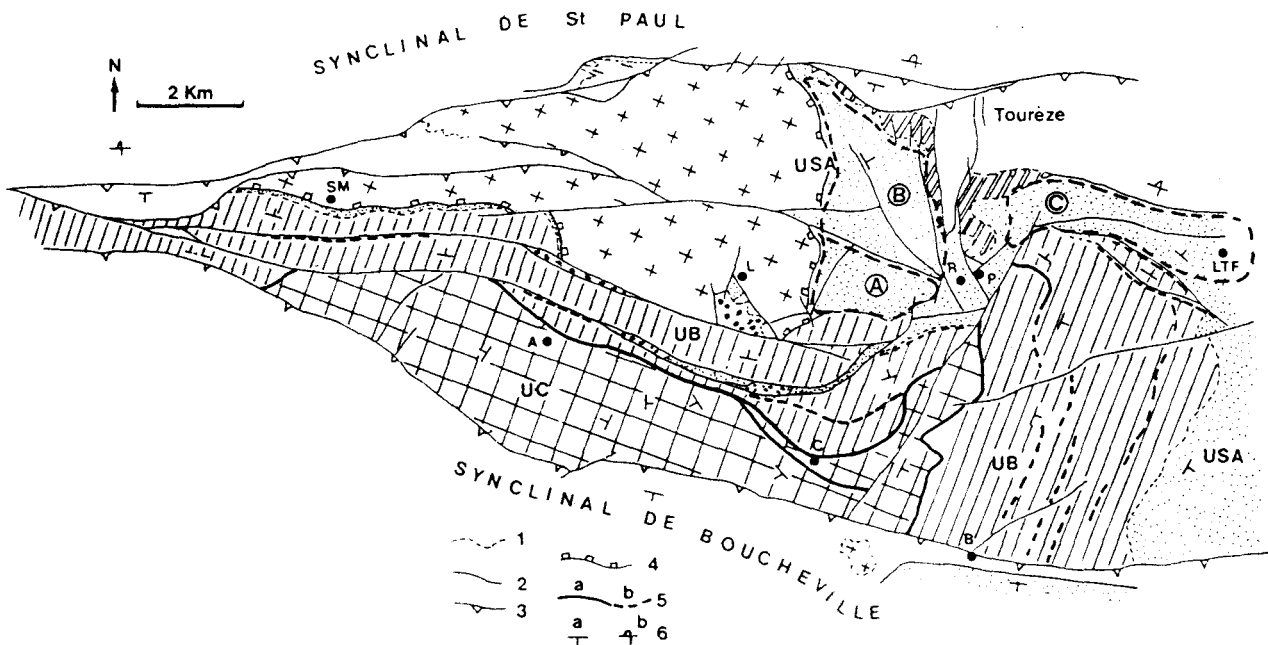 SYNCLINAL DE St PAUL
N
2 Km
Tourèze
USA
SM
B
C
L
A
R
P
LTF
UB
A
UC
C
UB
USA
SYNCLINAL DE BOUCHEVILLE
B
1
4
2
a b
5
3
a b
6